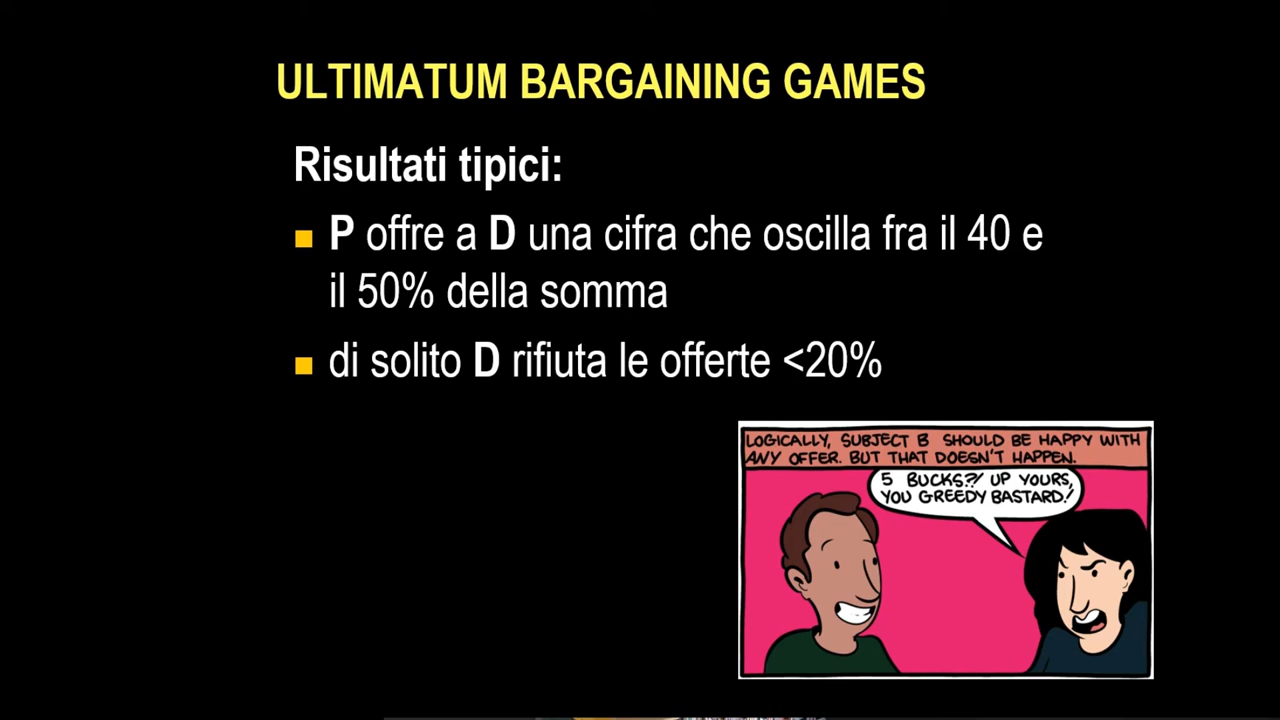 ULTIMATUM BARGAINING GAMES
Risultati tipici:
P offre a D una cifra che oscilla fra il 40 e
il 50% della somma
di solito D rifiuta le offerte <20%
LOGICALLY, SUBJECT B SHOULD BE HAPPY WITH
ANY OFFER. BUT THAT DOESN'T HAPPEN.
5 BUCKS?! UP YOURS,
YOU GREEDY BASTARD!